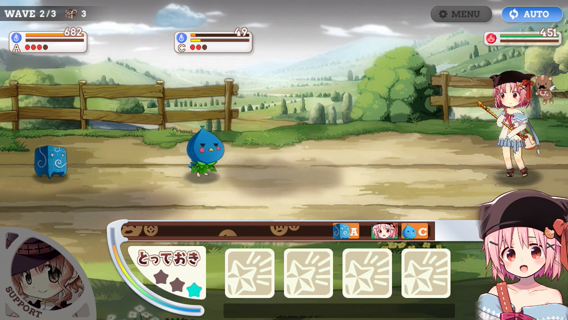 WAVE 2/3 3
MENU
AUTO
682
A
49
C
451
A C
とっておき
SUPPORT